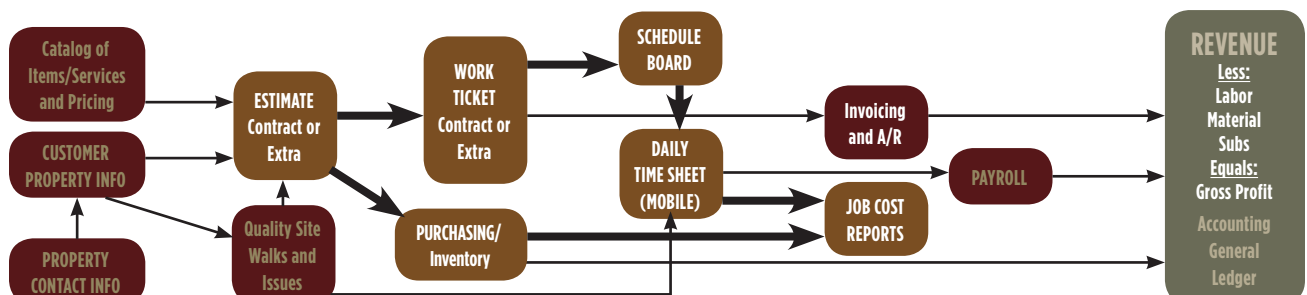 Catalog of
Items/Services
and Pricing
CUSTOMER
PROPERTY INFO
PROPERTY
CONTACT INFO
ESTIMATE
Contract or
Extra
Quality Site
Walks and
Issues
WORK
TICKET
Contract or
Extra
PURCHASING/
Inventory
SCHEDULE
BOARD
DAILY
TIME SHEET
(MOBILE)
Invoicing
and A/R
JOB COST
REPORTS
PAYROLL
REVENUE
Less:
Labor
Material
Subs
Equals:
Gross Profit
Accounting
General
Ledger